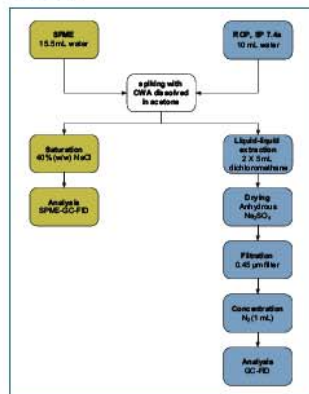 SPME
15.5mL water
ROP, SP 7.4a
10 mL water
spiking with
CWA dissolved
in acetone
Saturation
40% (w/w) NaCl
Analysis
SPME-GC-FID
Liquid-liquid
extraction
2 X 5mL
dichloromethane
Drying
Anhydrous
Na₂SO₄
Filtration
0.45 µm filter
Concentration
N₂ (1 mL)
Analysis
GC-FID